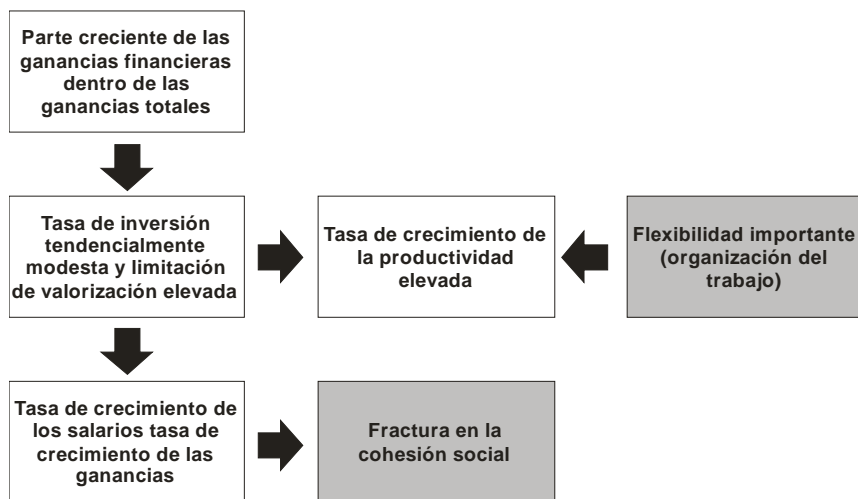 Parte creciente de las
ganancias financieras
dentro de las
ganancias totales
Tasa de inversión
tendencialmente
modesta y limitación
de valorización elevada
Tasa de crecimiento de
la productividad
elevada
Flexibilidad importante
(organización del
trabajo)
Tasa de crecimiento de
los salarios tasa de
crecimiento de las
ganancias
Fractura en la
cohesión social